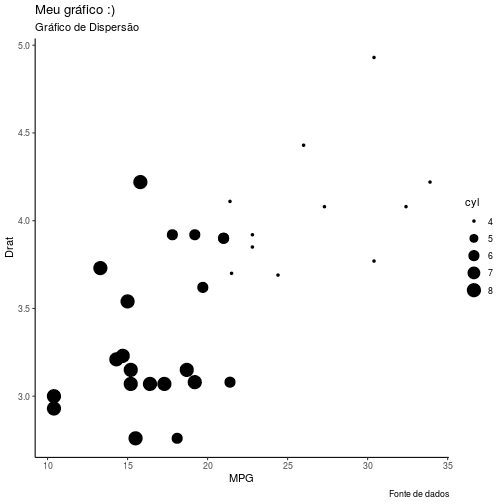 Meu gráfico :)
Gráfico de Dispersão
5.0
4.5
4.0
3.5
3.0
Drat
10 15 20 25 30 35
MPG
cyl
4
5
6
7
8
Fonte de dados